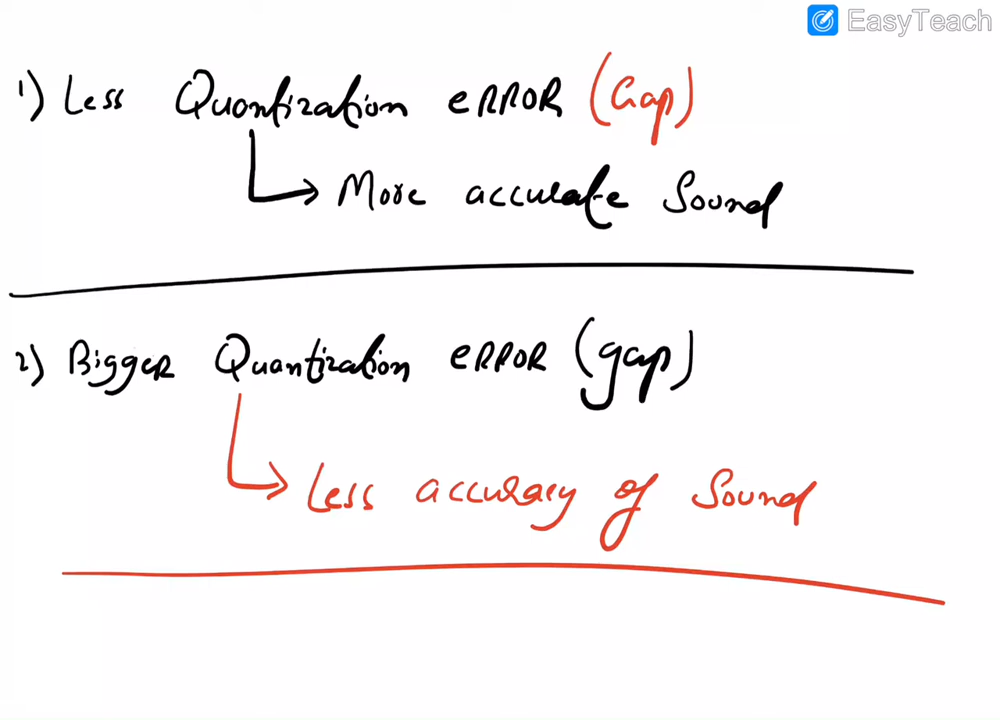 EasyTeach
1) Less Quantization ERROR (Gap)
More accurate Sound
2) Bigger Quantization ERROR (gap)
Less accuracy of Sound